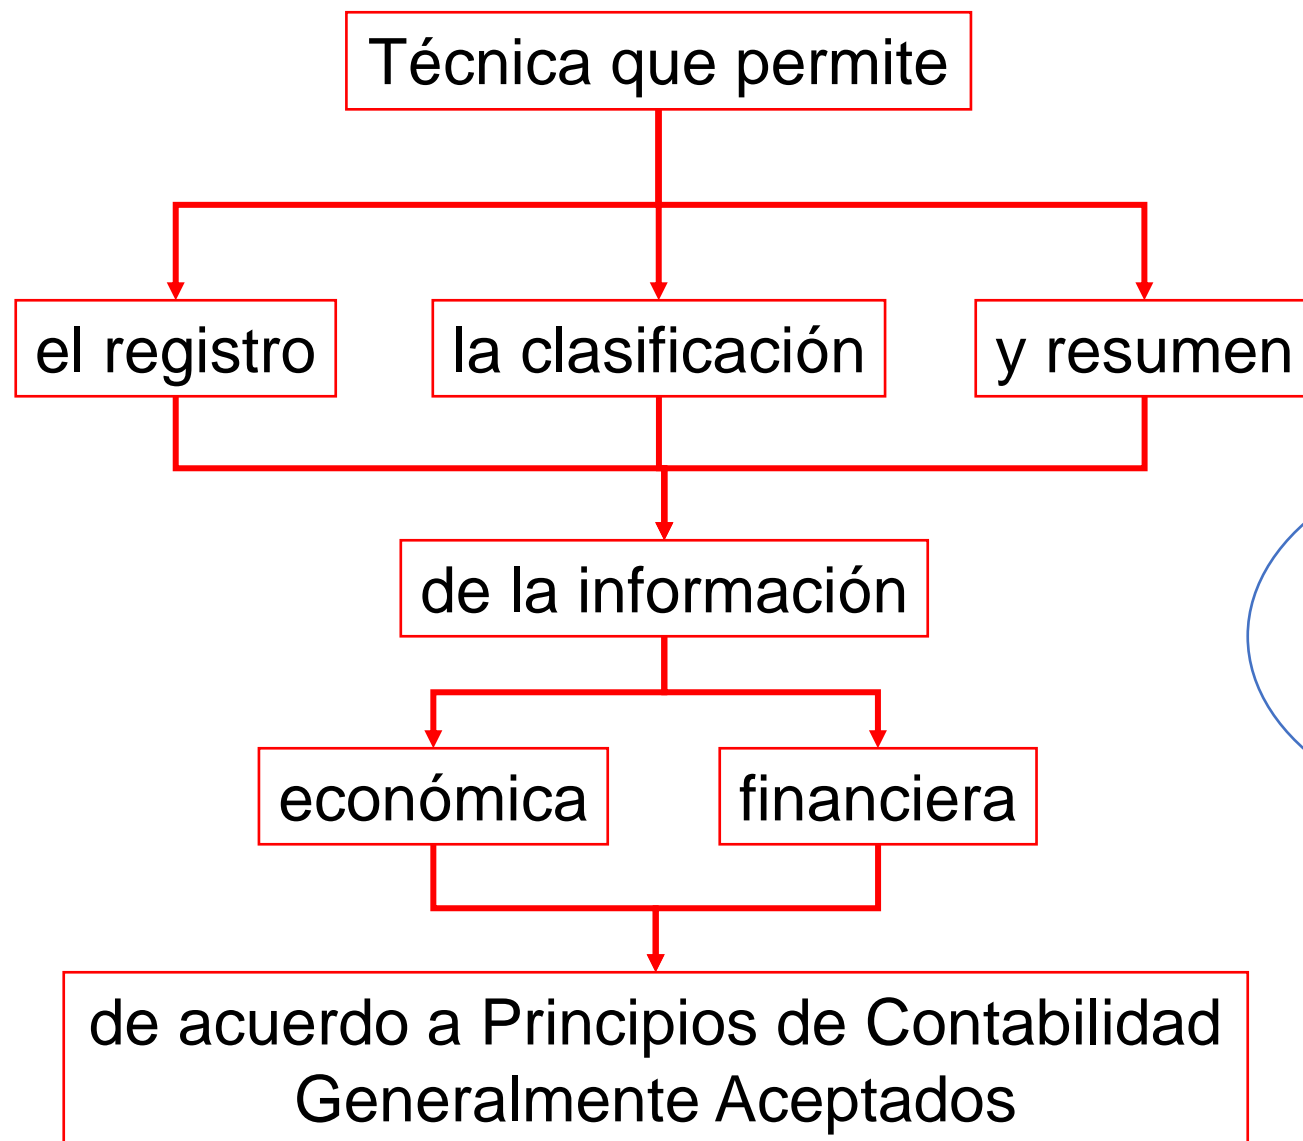 Técnica que permite
el registro
la clasificación
y resumen
de la información
económica
financiera
de acuerdo a Principios de Contabilidad
Generalmente Aceptados